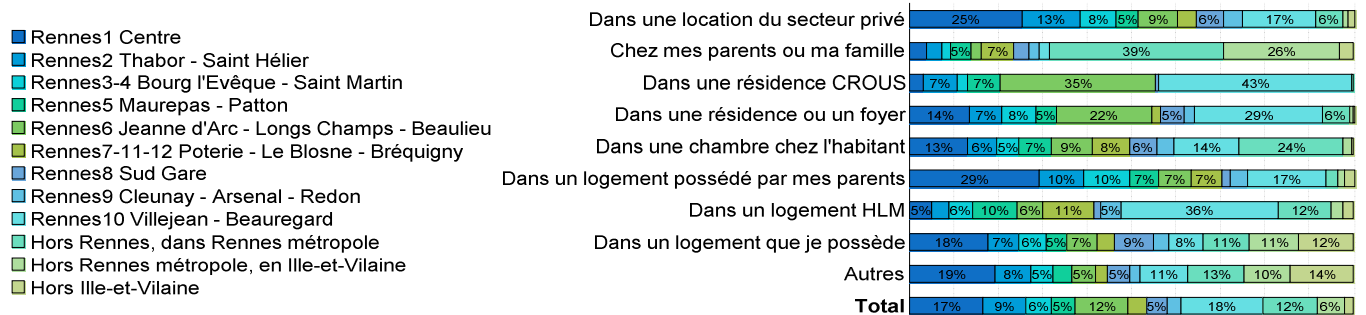 Rennes1 Centre
Rennes2 Thabor - Saint Hélier
Rennes3-4 Bourg l'Evêque - Saint Martin
Rennes5 Maurepas - Patton
Rennes6 Jeanne d'Arc - Longs Champs - Beaulieu
Rennes7-11-12 Poterie - Le Blosne - Bréquigny
Rennes8 Sud Gare
Rennes9 Cleunay - Arsenal - Redon
Rennes10 Villejean - Beauregard
Hors Rennes, dans Rennes métropole
Hors Rennes métropole, en Ille-et-Vilaine
Hors Ille-et-Vilaine
Dans une location du secteur privé 25% 13% 8% 5% 9% 6% 17% 6%
Chez mes parents ou ma famille 5% 7% 39% 26%
Dans une résidence CROUS 7% 7% 35% 43%
Dans une résidence ou un foyer 14% 7% 8% 5% 22% 5% 29% 6%
Dans une chambre chez l'habitant 13% 6% 5% 7% 9% 8% 6% 14% 24%
Dans un logement possédé par mes parents 29% 10% 10% 7% 7% 7% 17%
Dans un logement HLM 5% 6% 10% 6% 11% 5% 36% 12%
Dans un logement que je possède 18% 7% 6% 5% 7% 9% 8% 11% 11% 12%
Autres 19% 8% 5% 5% 5% 11% 13% 10% 14%
Total 17% 9% 6% 5% 12% 5% 18% 12% 6%